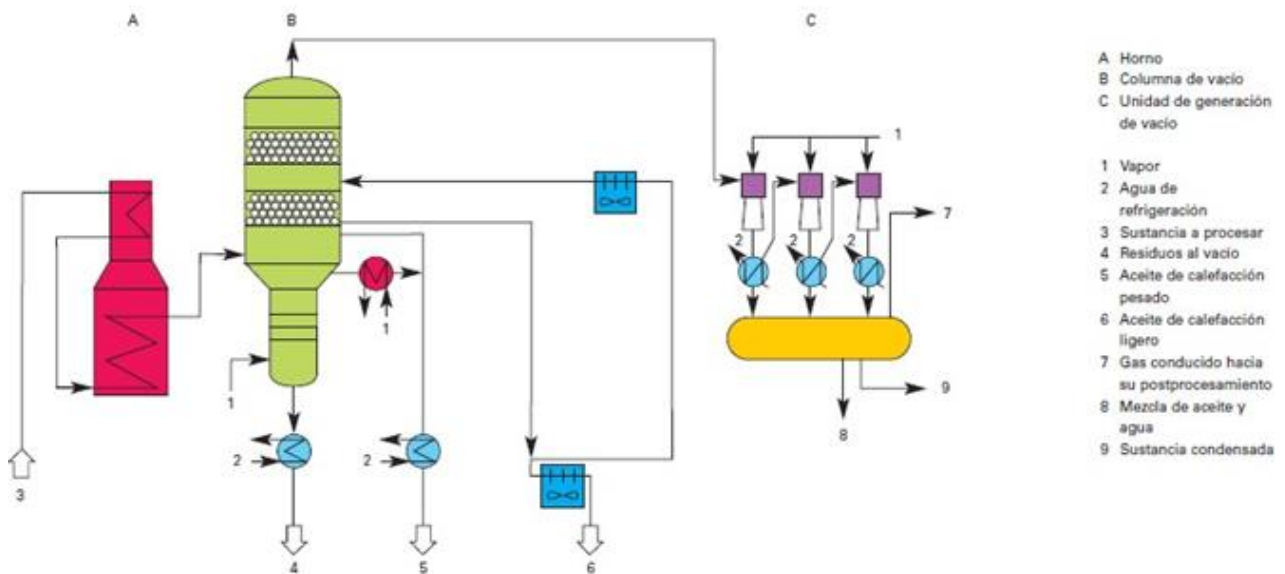 A
B
C
1
2
2
2
7
1
1
2
2
9
8
3
4
5
6
A Horno
B Columna de vacío
C Unidad de generación
de vacío
1 Vapor
2 Agua de
refrigeración
3 Sustancia a procesar
4 Residuos al vacío
5 Aceite de calefacción
pesado
6 Aceite de calefacción
ligero
7 Gas conducido hacia
su postprocesamiento
8 Mezcla de aceite y
agua
9 Sustancia condensada